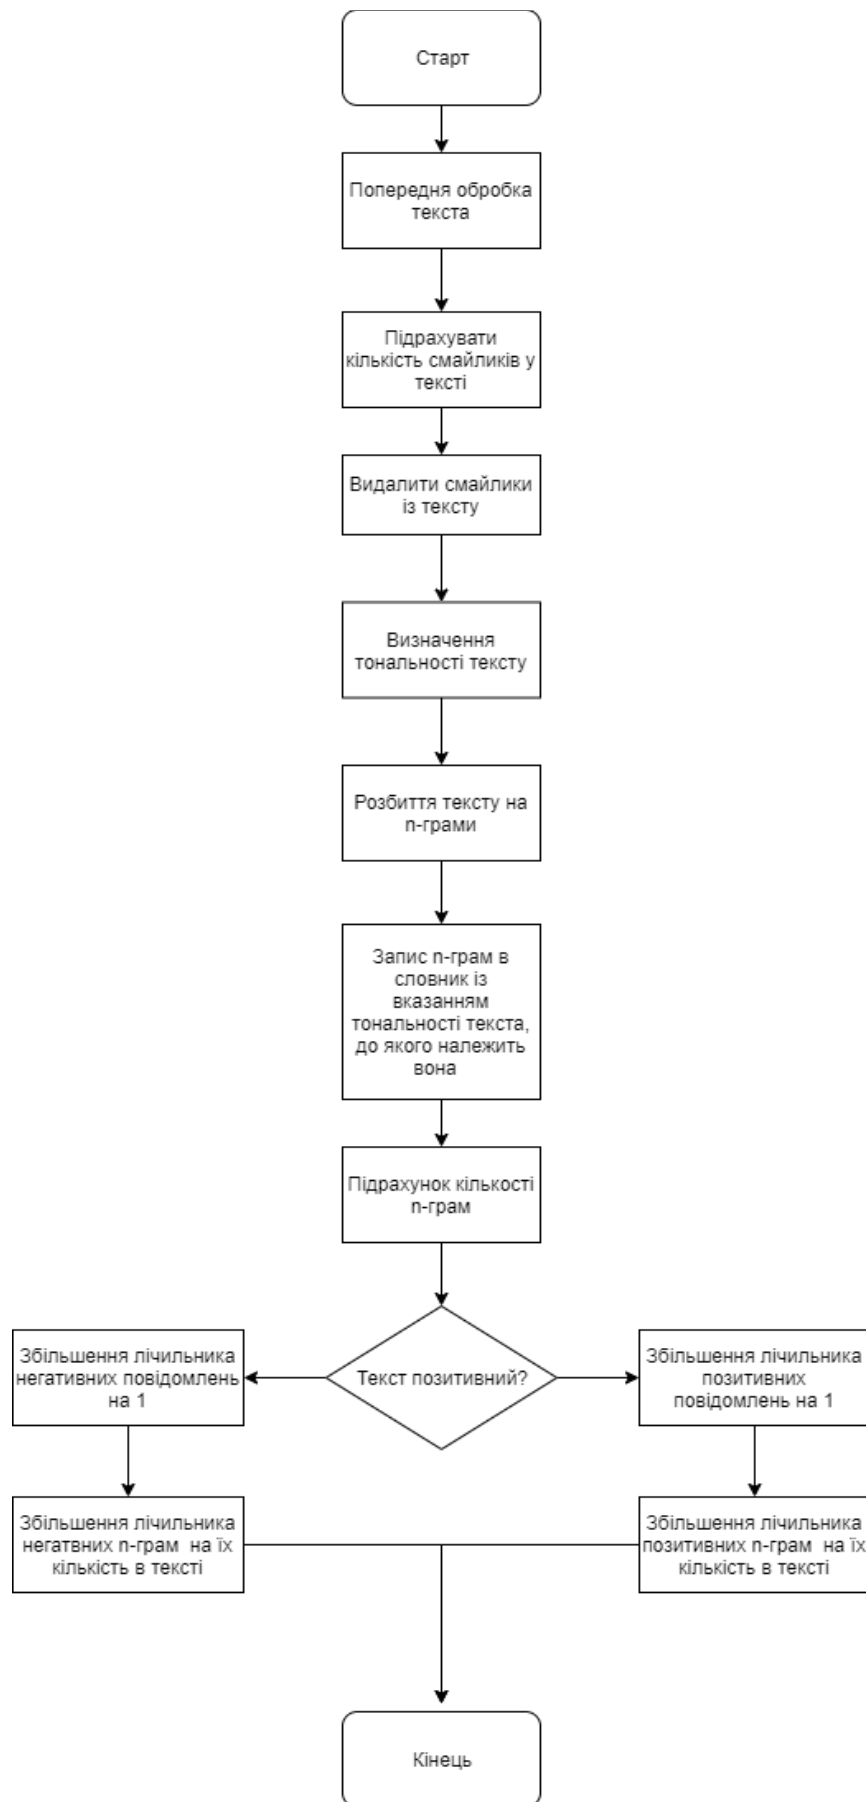 Старт
Попередня обробка
текста
Підрахувати
кількість смайликів у
тексті
Видалити смайлики
із тексту
Визначення
тональності тексту
Розбиття тексту на
n-грами
Запис n-грам в
словник із
вказанням
тональності текста,
до якого належить
вона
Підрахунок кількості
n-грам
Збільшення лічильника
негативних повідомлень
на 1
Текст позитивний?
Збільшення лічильника
позитивних
повідомлень на 1
Збільшення лічильника
негатвних n-грам на їх
кількість в тексті
Збільшення лічильника
позитивних n-грам на їх
кількість в тексті
Кінець